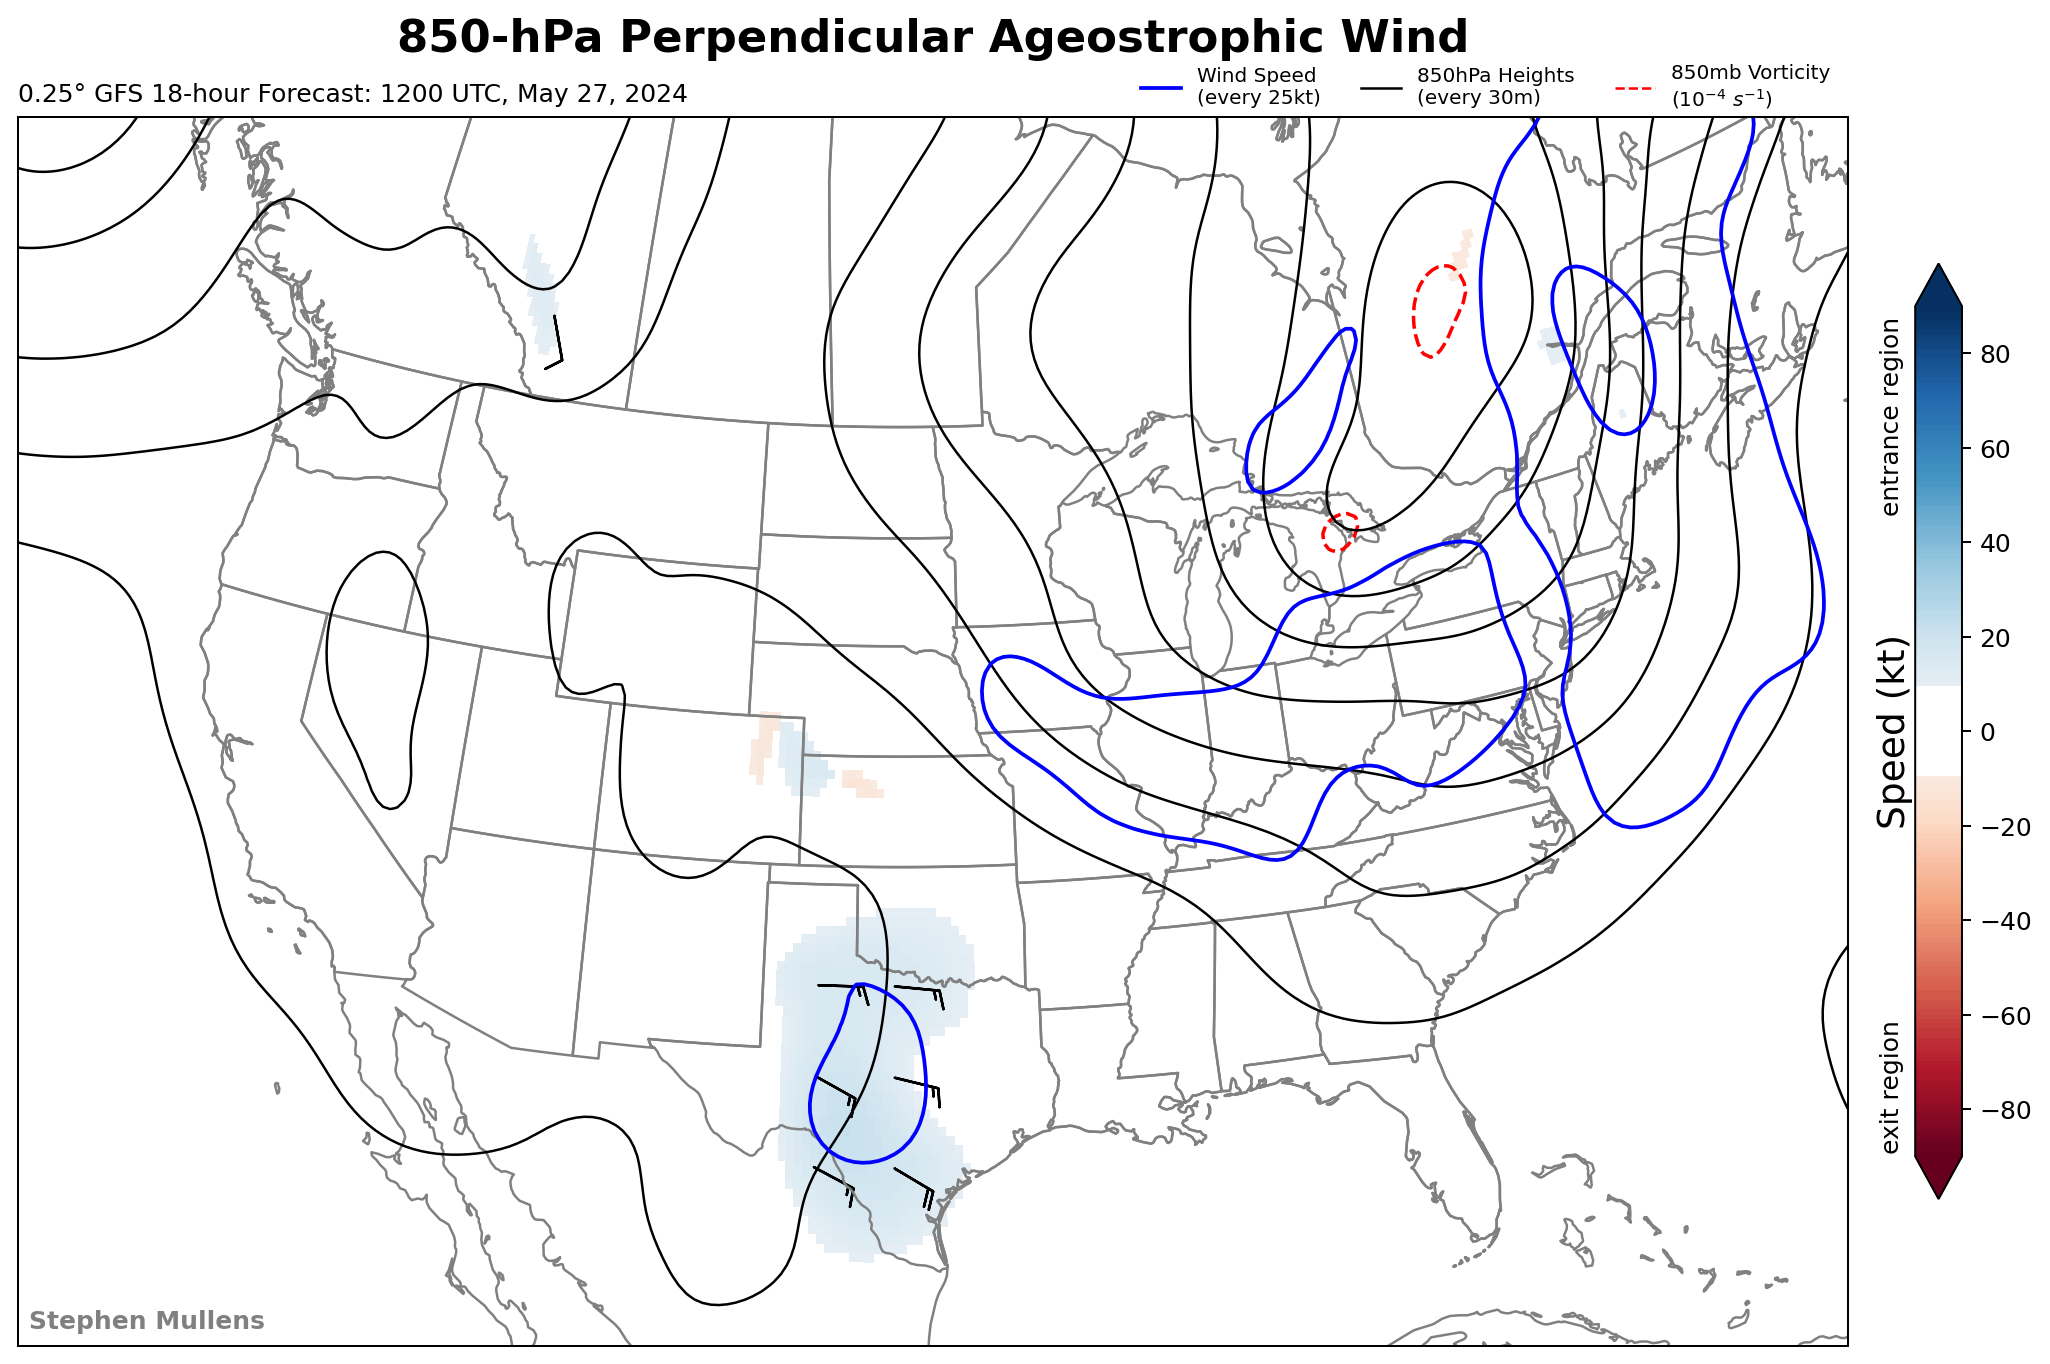 850-hPa Perpendicular Ageostrophic Wind
0.25° GFS 18-hour Forecast: 1200 UTC, May 27, 2024
Wind Speed
(every 25kt)
850hPa Heights
(every 30m)
850mb Vorticity
(10⁻⁴ s⁻¹)
entrance region
Speed (kt)
exit region
80
60
40
20
0
−20
−40
−60
−80
Stephen Mullens